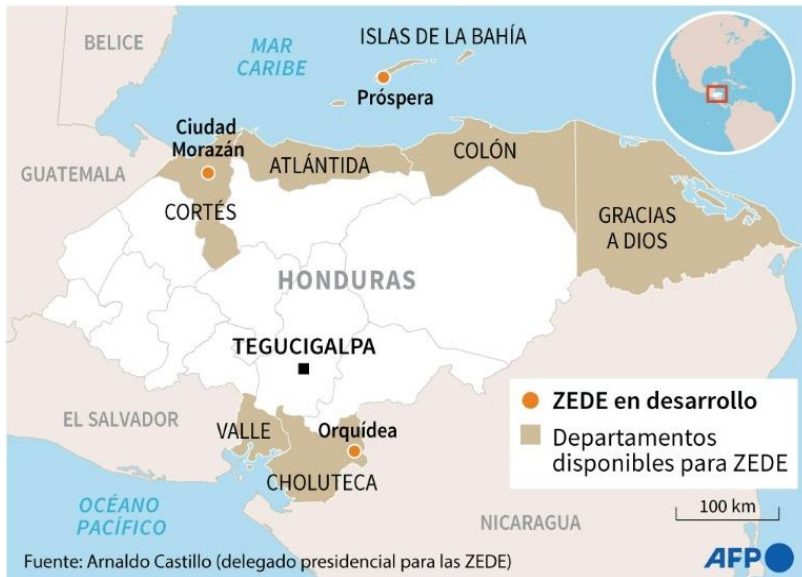 BELICE
MAR
CARIBE
ISLAS DE LA BAHÍA
Próspera
Ciudad
Morazán
ATLÁNTIDA
COLÓN
GUATEMALA
CORTÉS
GRACIAS
A DIOS
HONDURAS
TEGUCIGALPA
EL SALVADOR
VALLE
Orquídea
CHOLUTECA
ZEDE en desarrollo
Departamentos
disponibles para ZEDE
OCÉANO
PACÍFICO
NICARAGUA
100 km
Fuente: Arnaldo Castillo (delegado presidencial para las ZEDE)
AFP